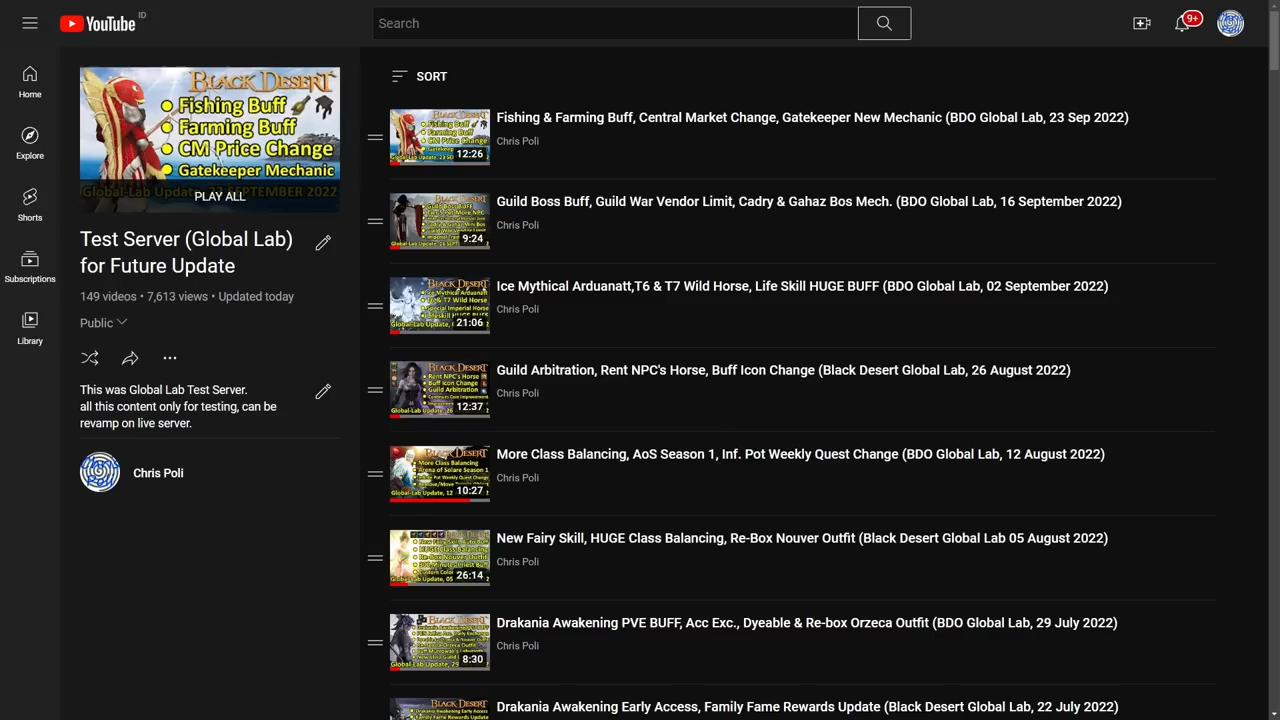 YouTube ID
Search
9+
Home
Explore
Shorts
Subscriptions
Library
BLACK DESERT
Fishing Buff
Farming Buff
CM Price Change
Gatekeeper Mechanic
PLAY ALL
Test Server (Global Lab)
for Future Update
149 videos • 7,613 views • Updated today
Public
This was Global Lab Test Server.
all this content only for testing, can be
revamp on live server.
Chris Poli
SORT
12:26
Fishing & Farming Buff, Central Market Change, Gatekeeper New Mechanic (BDO Global Lab, 23 Sep 2022)
Chris Poli
9:24
Guild Boss Buff, Guild War Vendor Limit, Cadry & Gahaz Bos Mech. (BDO Global Lab, 16 September 2022)
Chris Poli
21:06
Ice Mythical Arduanatt,T6 & T7 Wild Horse, Life Skill HUGE BUFF (BDO Global Lab, 02 September 2022)
Chris Poli
12:37
Guild Arbitration, Rent NPC's Horse, Buff Icon Change (Black Desert Global Lab, 26 August 2022)
Chris Poli
10:27
More Class Balancing, AoS Season 1, Inf. Pot Weekly Quest Change (BDO Global Lab, 12 August 2022)
Chris Poli
26:14
New Fairy Skill, HUGE Class Balancing, Re-Box Nouver Outfit (Black Desert Global Lab 05 August 2022)
Chris Poli
8:30
Drakania Awakening PVE BUFF, Acc Exc., Dyeable & Re-box Orzeca Outfit (BDO Global Lab, 29 July 2022)
Chris Poli
Drakania Awakening Early Access, Family Fame Rewards Update (Black Desert Global Lab, 22 July 2022)